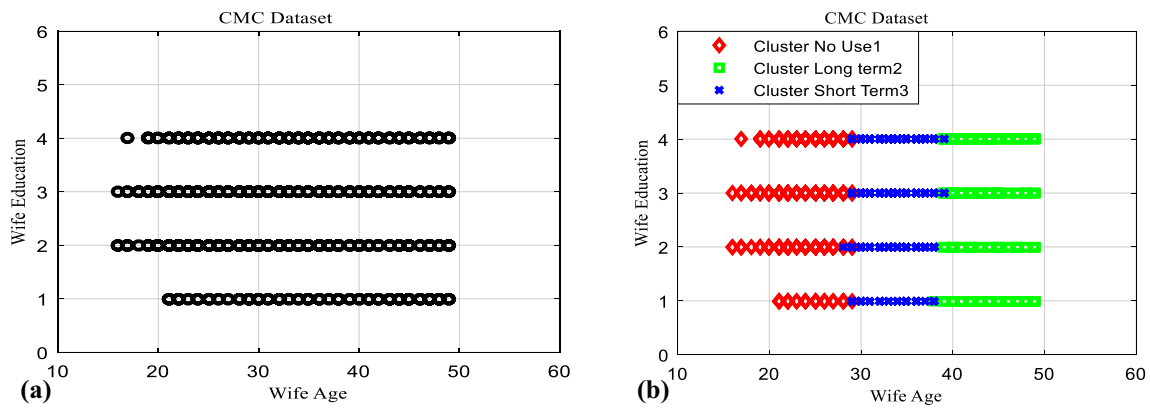 CMC Dataset
6
5
4
3
2
1
0
Wife Education
10 20 30 40 50 60
Wife Age
(a)
CMC Dataset
Cluster No Use1
Cluster Long term2
Cluster Short Term3
6
5
4
3
2
1
0
Wife Education
10 20 30 40 50 60
Wife Age
(b)